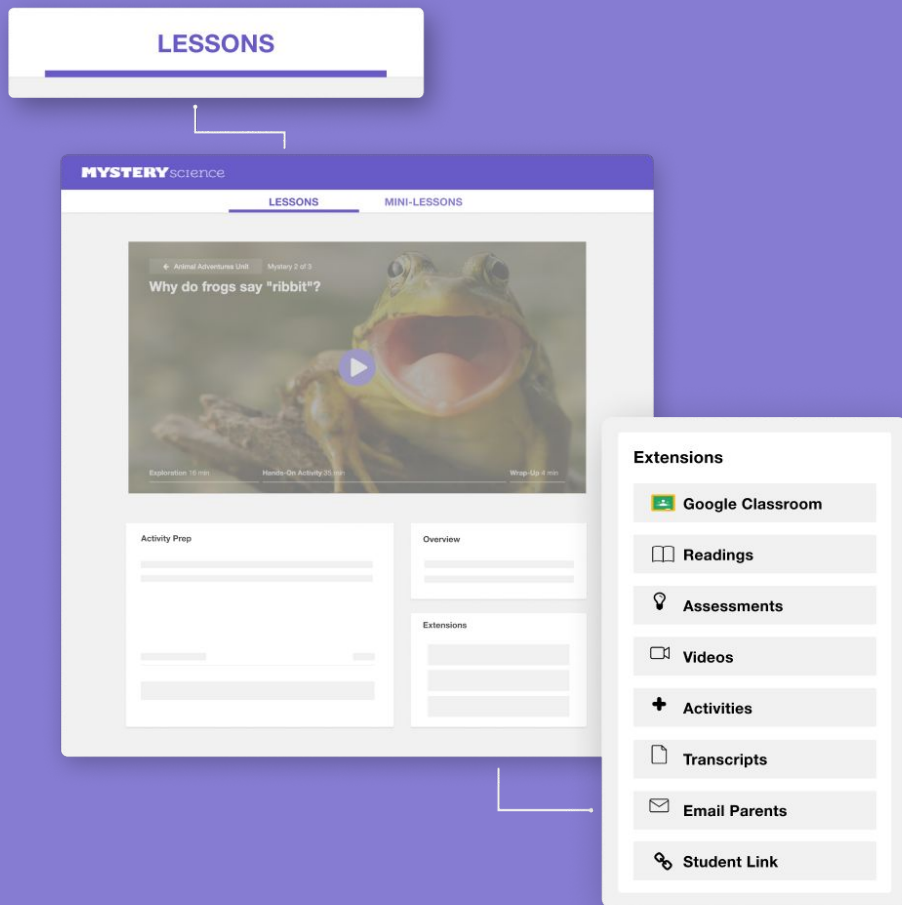 LESSONS
MYSTERYscience
LESSONS MINI-LESSONS
Animal Adventures Unit Mystery 2 of 3
Why do frogs say "ribbit"?
Exploration 16 min Hands-On Activity 35 min Wrap-Up 4 min
Activity Prep
Overview
Extensions
Extensions
Google Classroom
Readings
Assessments
Videos
Activities
Transcripts
Email Parents
Student Link